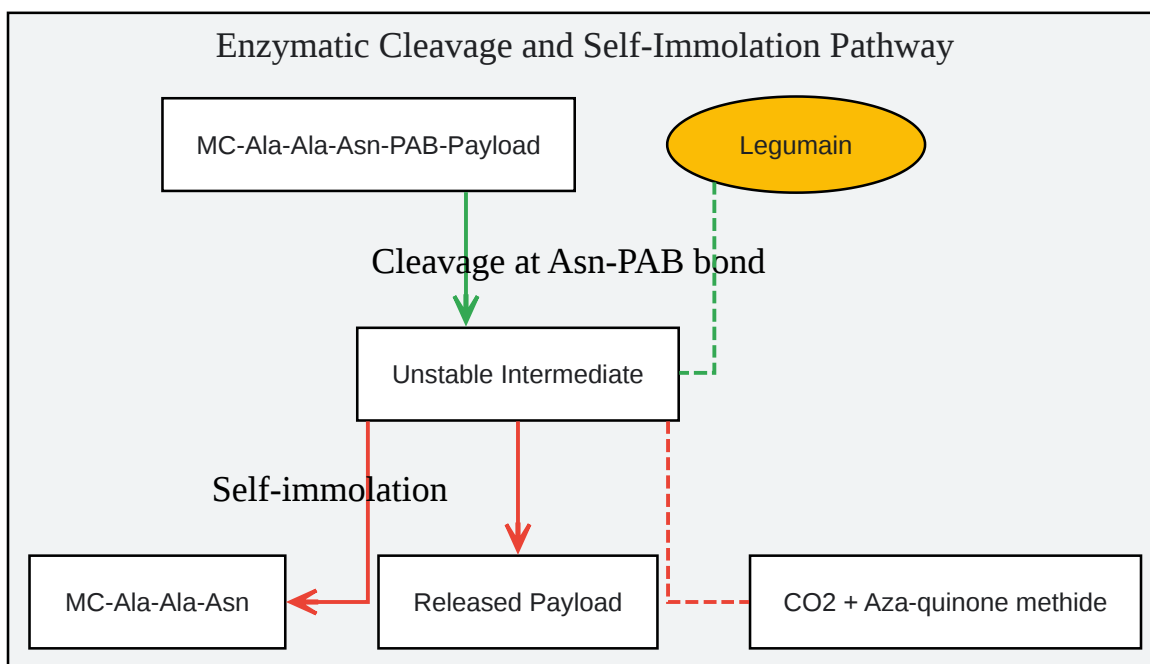 Enzymatic Cleavage and Self-Immolation Pathway
MC-Ala-Ala-Asn-PAB-Payload
Legumain
Cleavage at Asn-PAB bond
Unstable Intermediate
Self-immolation
MC-Ala-Ala-Asn
Released Payload
CO2 + Aza-quinone methide